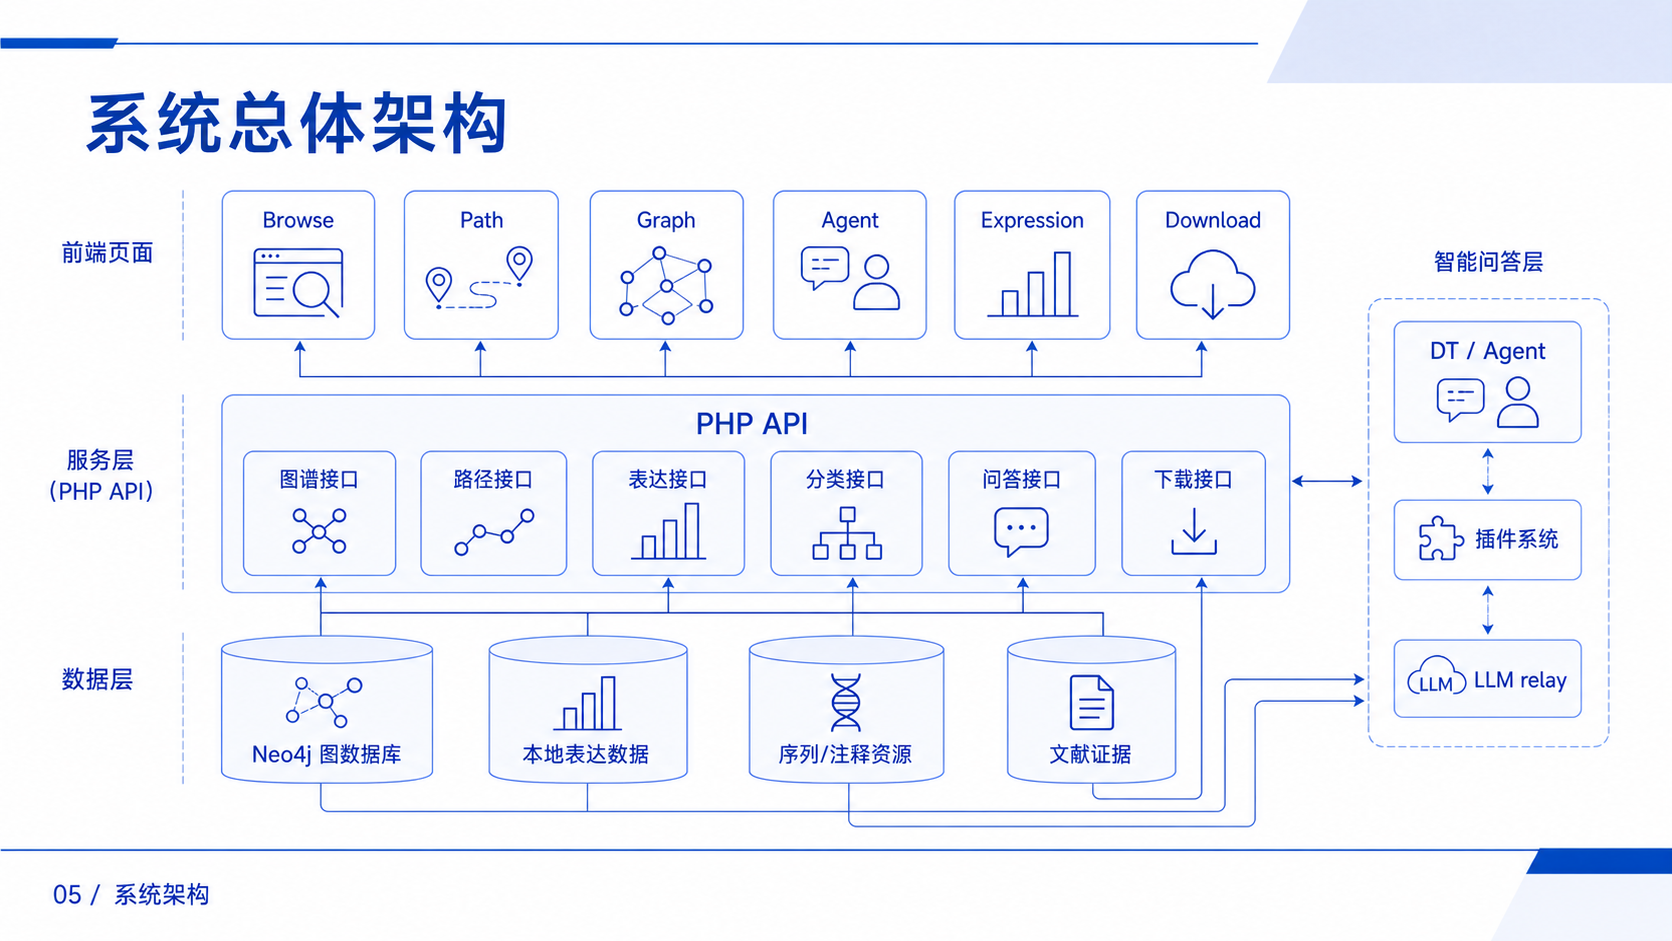 系统总体架构
前端页面
Browse
Path
Graph
Agent
Expression
Download
服务层
(PHP API)
PHP API
图谱接口
路径接口
表达接口
分类接口
问答接口
下载接口
数据层
Neo4j 图数据库
本地表达数据
序列/注释资源
文献证据
智能问答层
DT / Agent
插件系统
LLM
LLM relay
05 / 系统架构